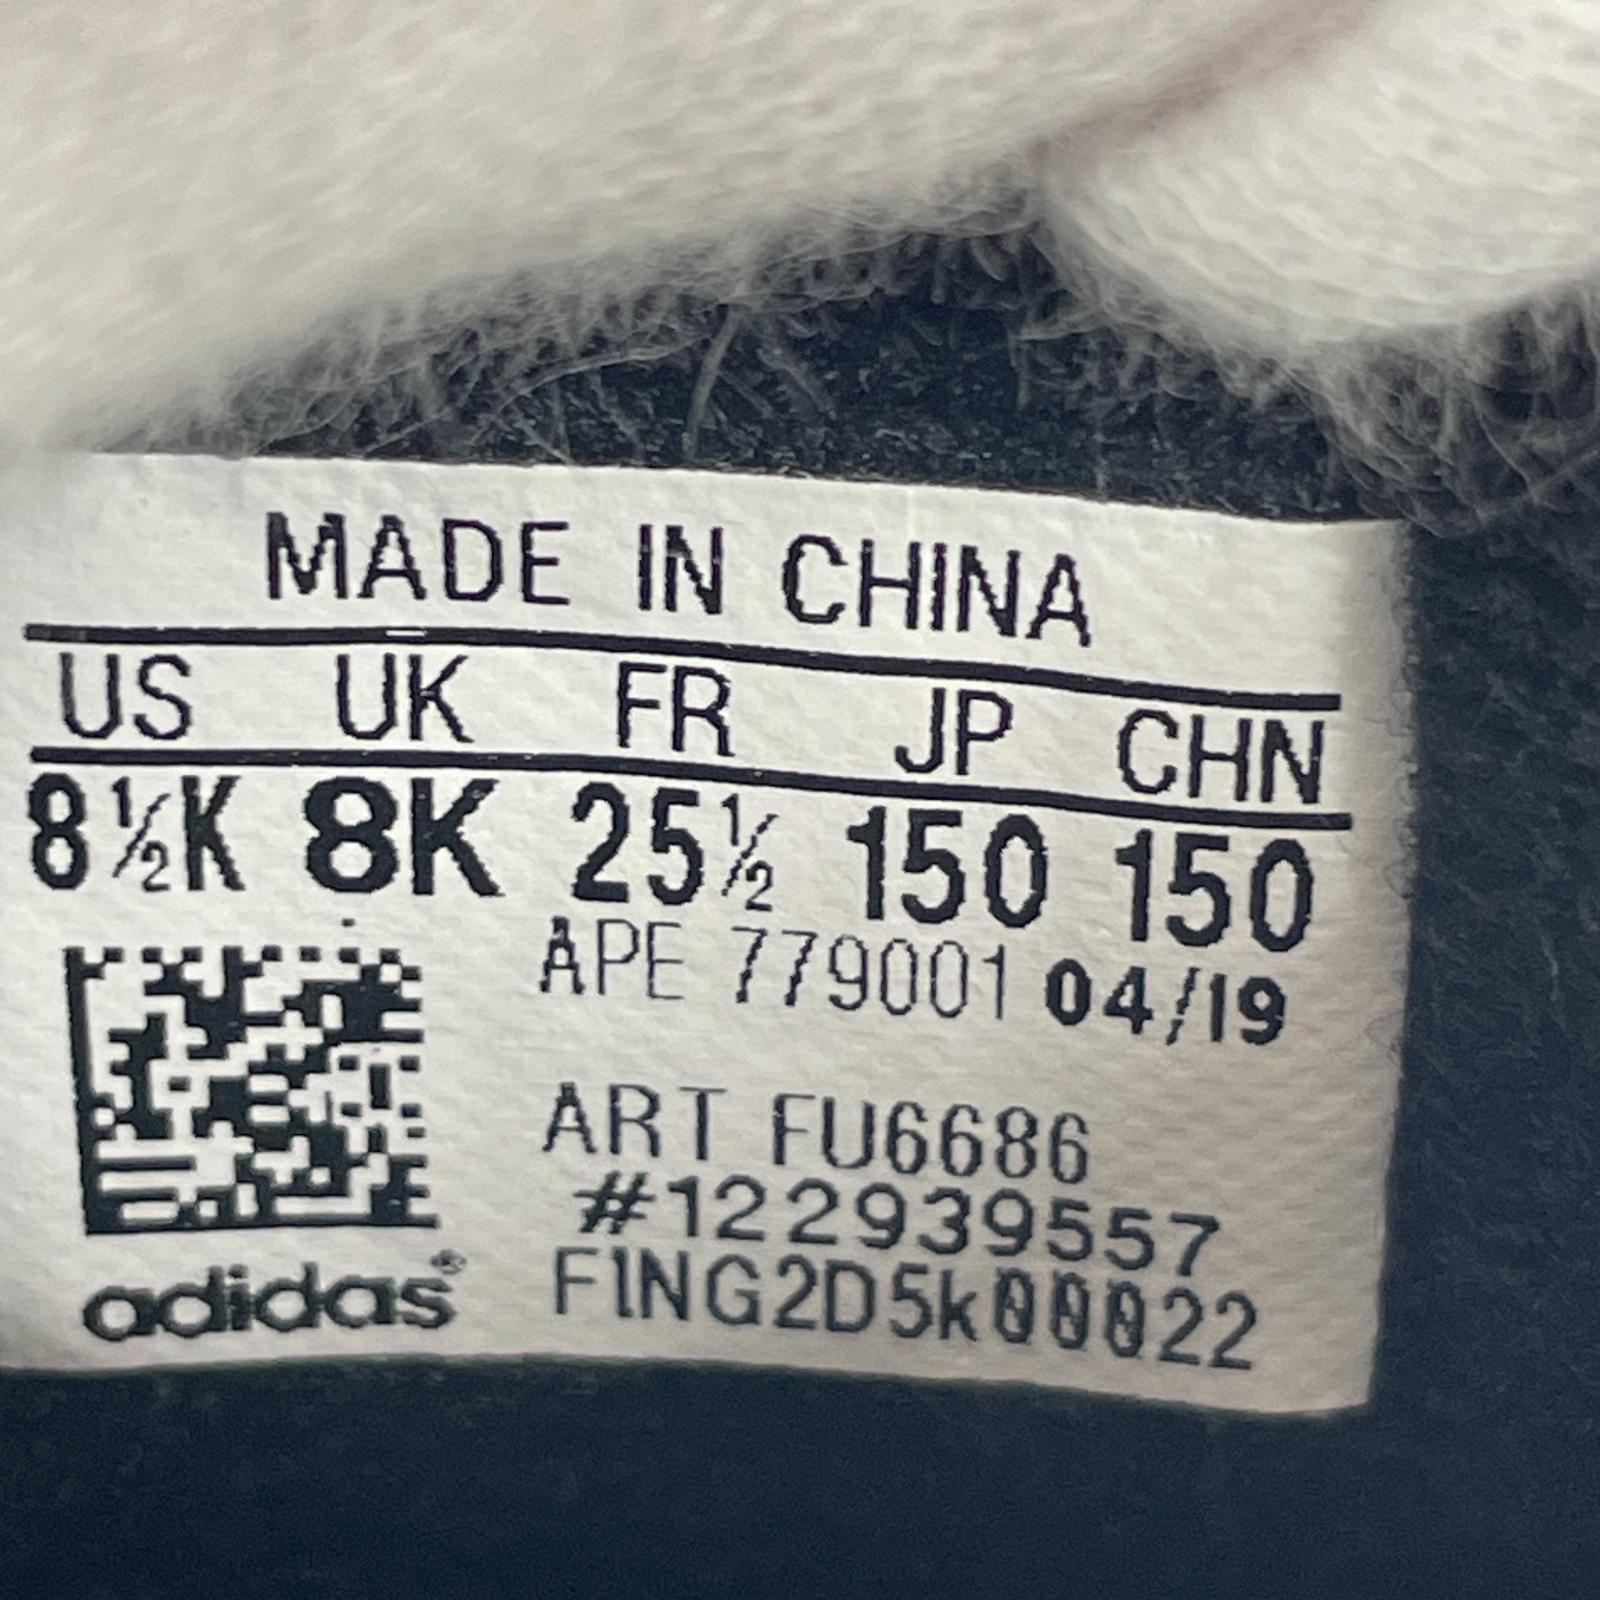 MADE IN CHINA
US UK FR JP CHN
8½K 8K 25½ 150 150
APE 779001 04/19
ART FU6686
#122939557
F1NG2D5k00022
adidas®